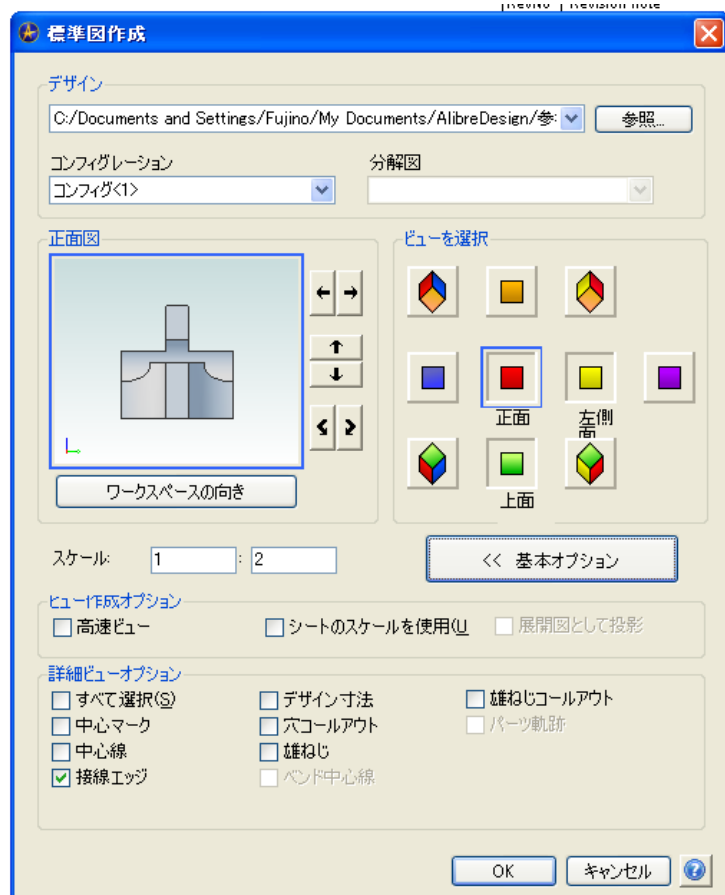 RevNo Revision note
標準図作成
デザイン
C:/Documents and Settings/Fujino/My Documents/AlibreDesign/参
参照...
コンフィグレーション 分解図
コンフィグ<1>
正面図
ビューを選択
正面
左側面
上面
ワークスペースの向き
スケール: 1 : 2
<< 基本オプション
ビュー作成オプション
高速ビュー シートのスケールを使用(U 展開図として投影
詳細ビューオプション
すべて選択(S) デザイン寸法 雄ねじコールアウト
中心マーク 穴コールアウト パーツ軌跡
中心線 雄ねじ
接線エッジ ベンド中心線
OK キャンセル ?